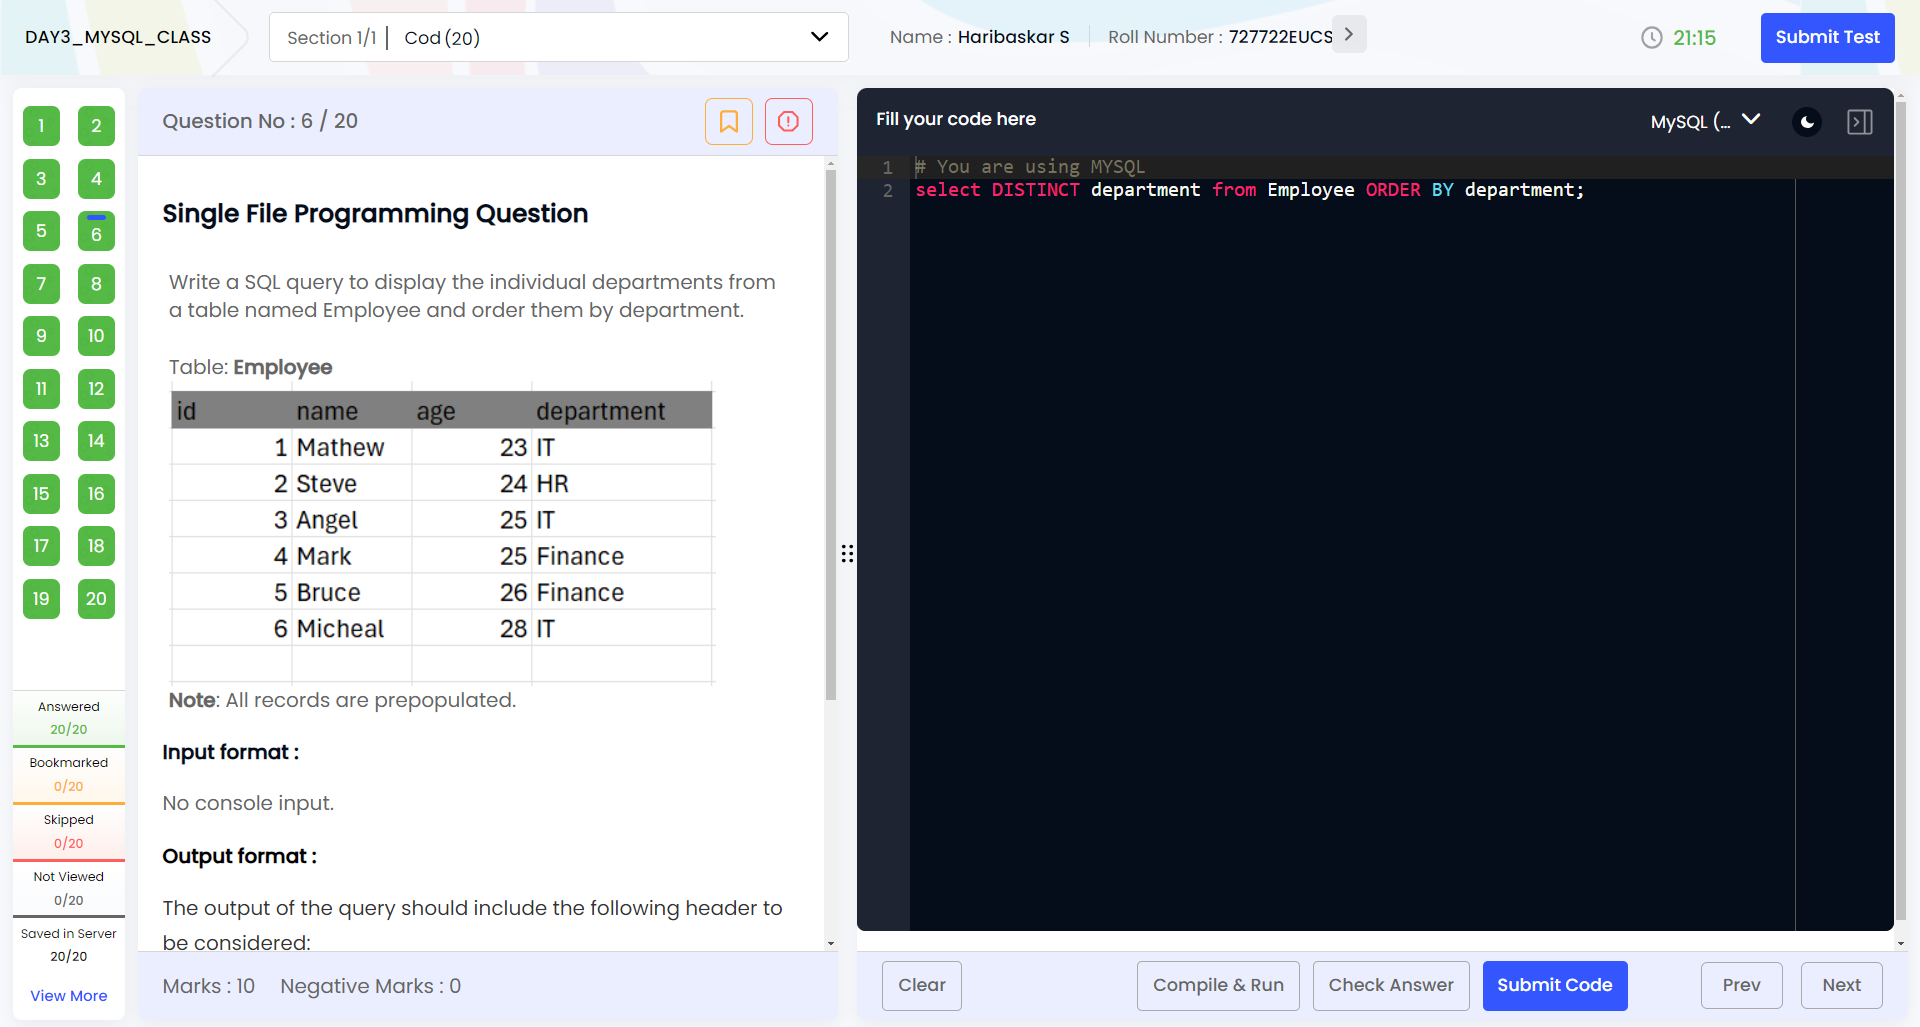 DAY3_MYSQL_CLASS
Section 1/1 | Cod (20)
Name : Haribaskar S
Roll Number : 727722EUCS
21:15
Submit Test
1 2
3 4
5 6
7 8
9 10
11 12
13 14
15 16
17 18
19 20
Answered
20/20
Bookmarked
0/20
Skipped
0/20
Not Viewed
0/20
Saved in Server
20/20
View More
Question No : 6 / 20
Single File Programming Question
Write a SQL query to display the individual departments from
a table named Employee and order them by department.
Table: Employee
id name age department
1 Mathew 23 IT
2 Steve 24 HR
3 Angel 25 IT
4 Mark 25 Finance
5 Bruce 26 Finance
6 Micheal 28 IT
Note: All records are prepopulated.
Input format :
No console input.
Output format :
The output of the query should include the following header to
be considered:
Marks : 10 Negative Marks : 0
Fill your code here
MySQL (...
1 # You are using MYSQL
2 select DISTINCT department from Employee ORDER BY department;
Clear
Compile & Run
Check Answer
Submit Code
Prev
Next